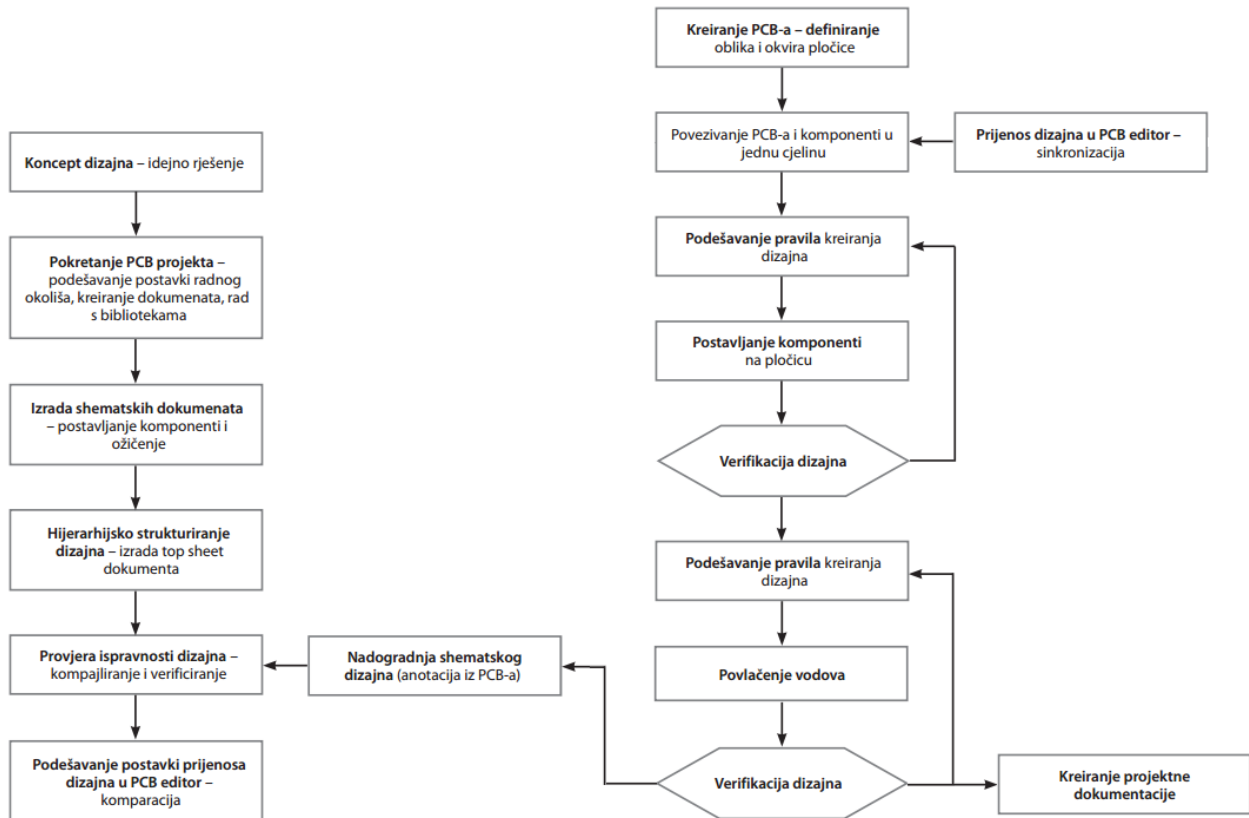 Koncept dizajna – idejno rješenje
Pokretanje PCB projekta –
podešavanje postavki radnog
okoliša, kreiranje dokumenata, rad
s bibliotekama
Izrada shematskih dokumenata
– postavljanje komponenti i
ožičenje
Hijerarhijsko strukturiranje
dizajna – izrada top sheet
dokumenta
Provjera ispravnosti dizajna –
kompajliranje i verificiranje
Podešavanje postavki prijenosa
dizajna u PCB editor –
komparacija
Nadogradnja shematskog
dizajna (anotacija iz PCB-a)
Kreiranje PCB-a – definiranje
oblika i okvira pločice
Povezivanje PCB-a i komponenti u
jednu cjelinu
Prijenos dizajna u PCB editor –
sinkronizacija
Podešavanje pravila kreiranja
dizajna
Postavljanje komponenti
na pločicu
Verifikacija dizajna
Podešavanje pravila kreiranja
dizajna
Povlačenje vodova
Verifikacija dizajna
Kreiranje projektne
dokumentacije